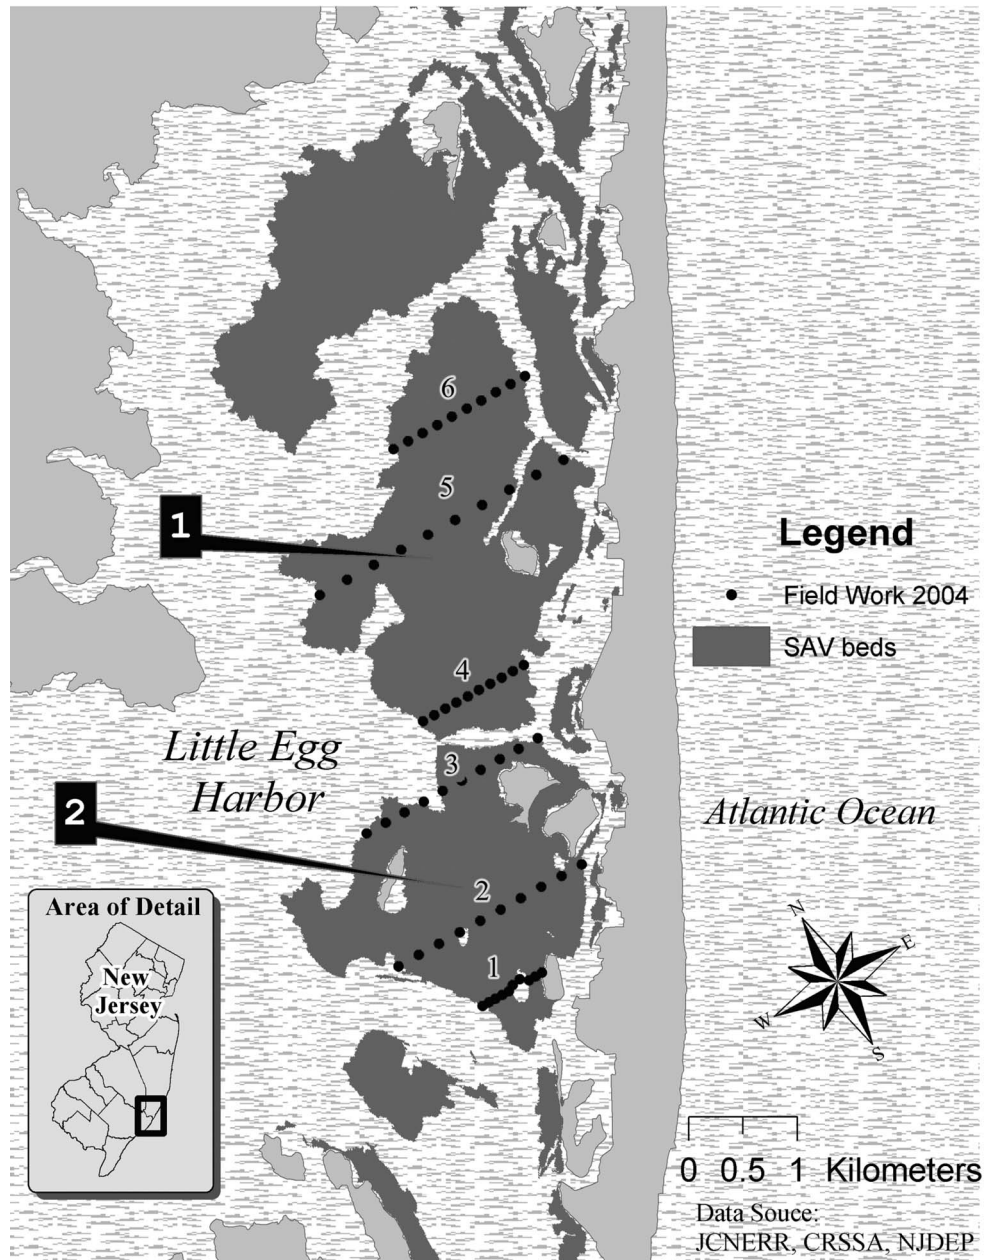 6
5
1
Legend
Field Work 2004
SAV beds
4
Little Egg
Harbor
3
2
Atlantic Ocean
2
Area of Detail
New
Jersey
1
N
E
W
S
0 0.5 1 Kilometers
Data Souce:
JCNERR, CRSSA, NJDEP